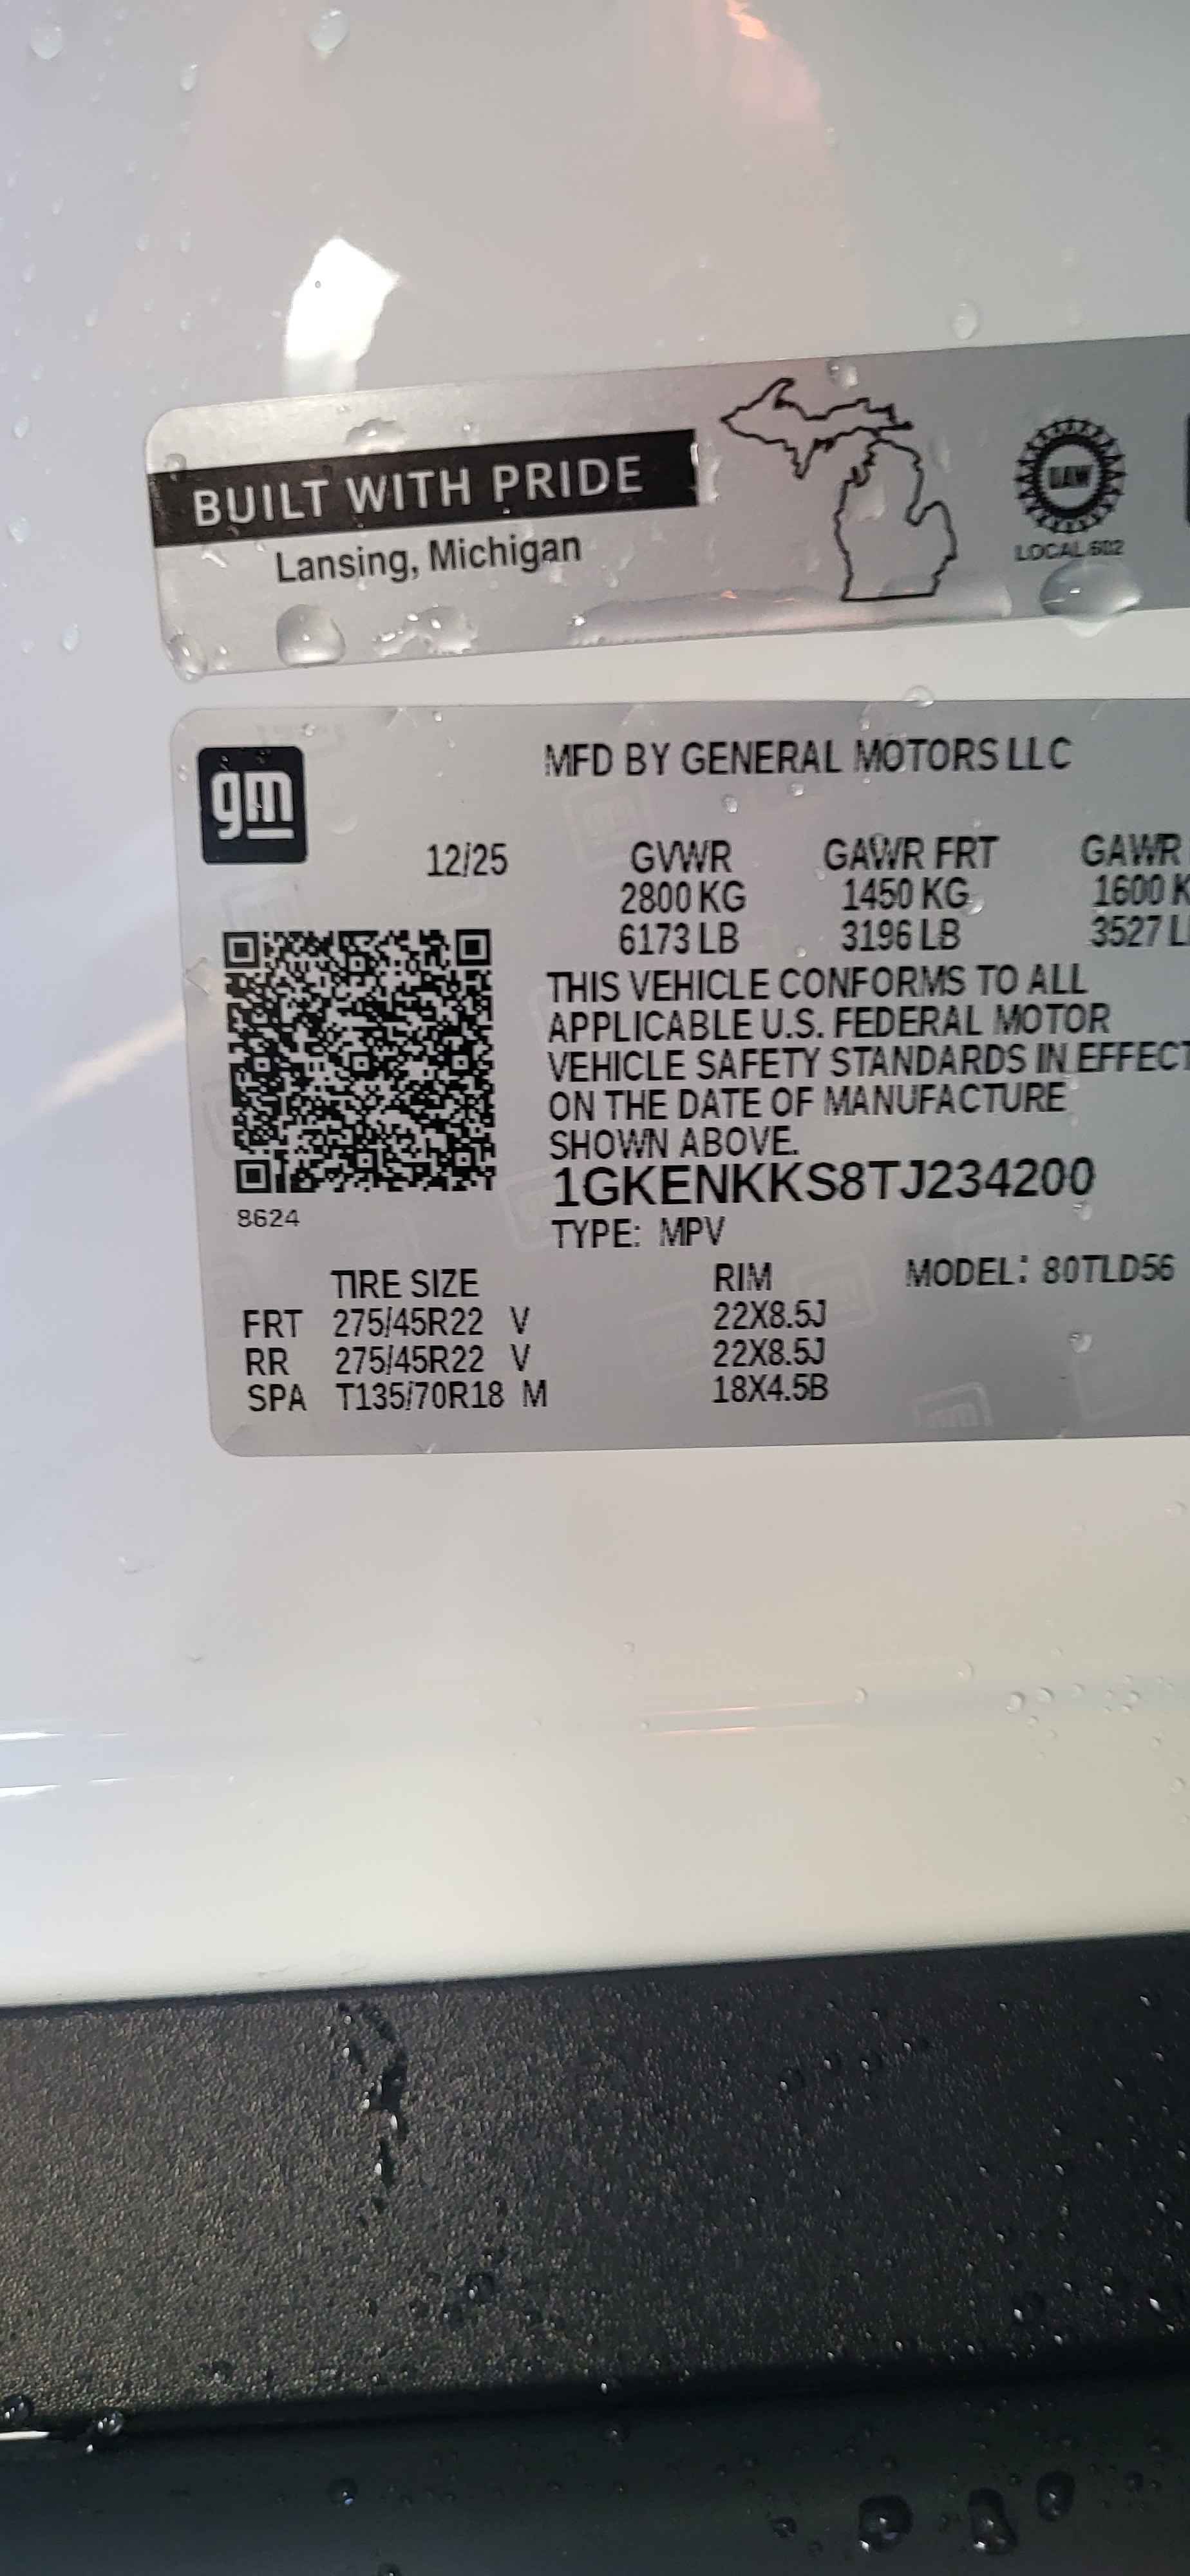 BUILT WITH PRIDE
Lansing, Michigan
UAW
LOCAL 602
gm
MFD BY GENERAL MOTORS LLC
12/25 GVWR GAWR FRT GAWR
2800 KG 1450 KG 1600 K
6173 LB 3196 LB 3527 L
THIS VEHICLE CONFORMS TO ALL
APPLICABLE U.S. FEDERAL MOTOR
VEHICLE SAFETY STANDARDS IN EFFECT
ON THE DATE OF MANUFACTURE
SHOWN ABOVE.
1GKENKKS8TJ234200
8624
TYPE: MPV
TIRE SIZE RIM MODEL: 80TLD56
FRT 275/45R22 V 22X8.5J
RR 275/45R22 V 22X8.5J
SPA T135/70R18 M 18X4.5B